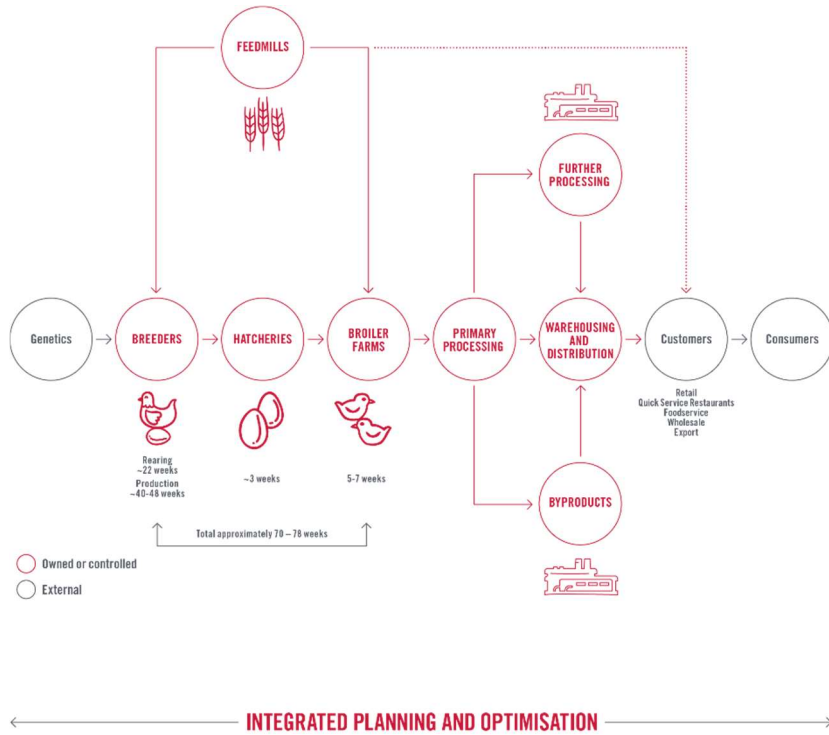 FEEDMILLS
FURTHER
PROCESSING
Genetics
BREEDERS
HATCHERIES
BROILER
FARMS
PRIMARY
PROCESSING
WAREHOUSING
AND
DISTRIBUTION
Customers
Consumers
Retail
Quick Service Restaurants
Foodservice
Wholesale
Export
Rearing
~22 weeks
Production
~40-48 weeks
~3 weeks
5-7 weeks
BYPRODUCTS
Total approximately 70 – 78 weeks
Owned or controlled
External
INTEGRATED PLANNING AND OPTIMISATION